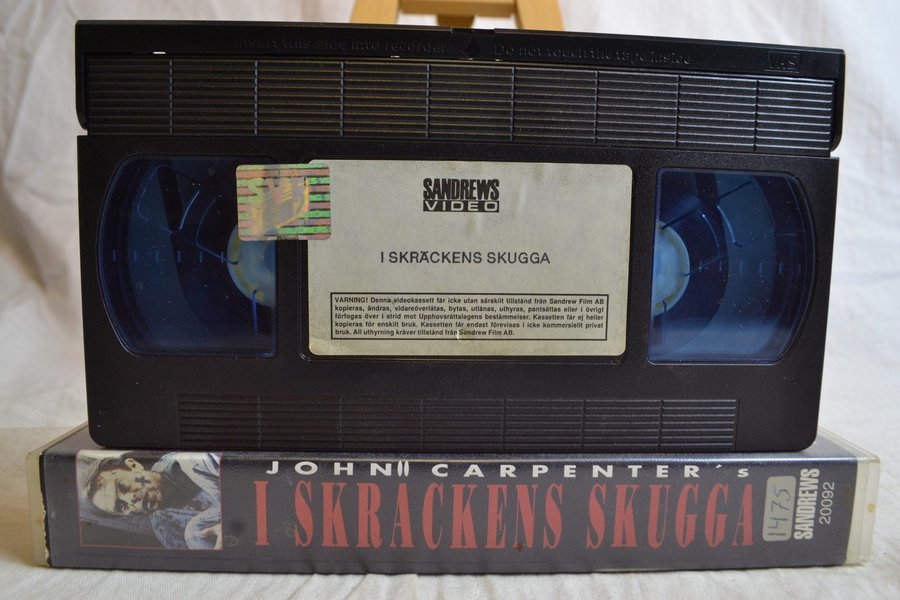 Insert this side into recorder
Do not touch the tape inside
VHS
SANDREWS
VIDEO
I SKRÄCKENS SKUGGA
VARNING! Denna videokassett får icke utan särskilt tillstånd från Sandrew Film AB
kopieras, ändras, vidareöverlåtas, bytas, utlånas, uthyras, pantsättas eller i övrigt
förfogas över i strid mot Upphovsrättslagens bestämmelser. Kassetten får ej heller
kopieras för enskilt bruk. Kassetten får endast förevisas i icke kommersiellt privat
bruk. All uthyrning kräver tillstånd från Sandrew Film AB.
JOHN CARPENTER's
I SKRACKENS SKUGGA
1475
SANDREWS
20092